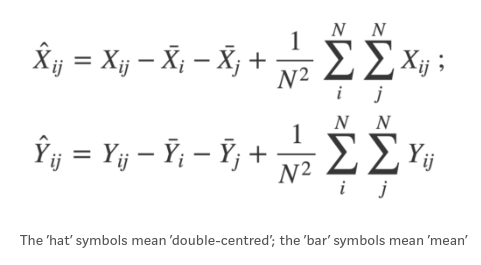 X̂ᵢⱼ = Xᵢⱼ − X̄ᵢ − X̄ⱼ + 1/N² ∑ᵢᴺ ∑ⱼᴺ Xᵢⱼ ;
Ŷᵢⱼ = Yᵢⱼ − Ȳᵢ − Ȳⱼ + 1/N² ∑ᵢᴺ ∑ⱼᴺ Yᵢⱼ
The ‘hat’ symbols mean ‘double-centred’; the ‘bar’ symbols mean ‘mean’